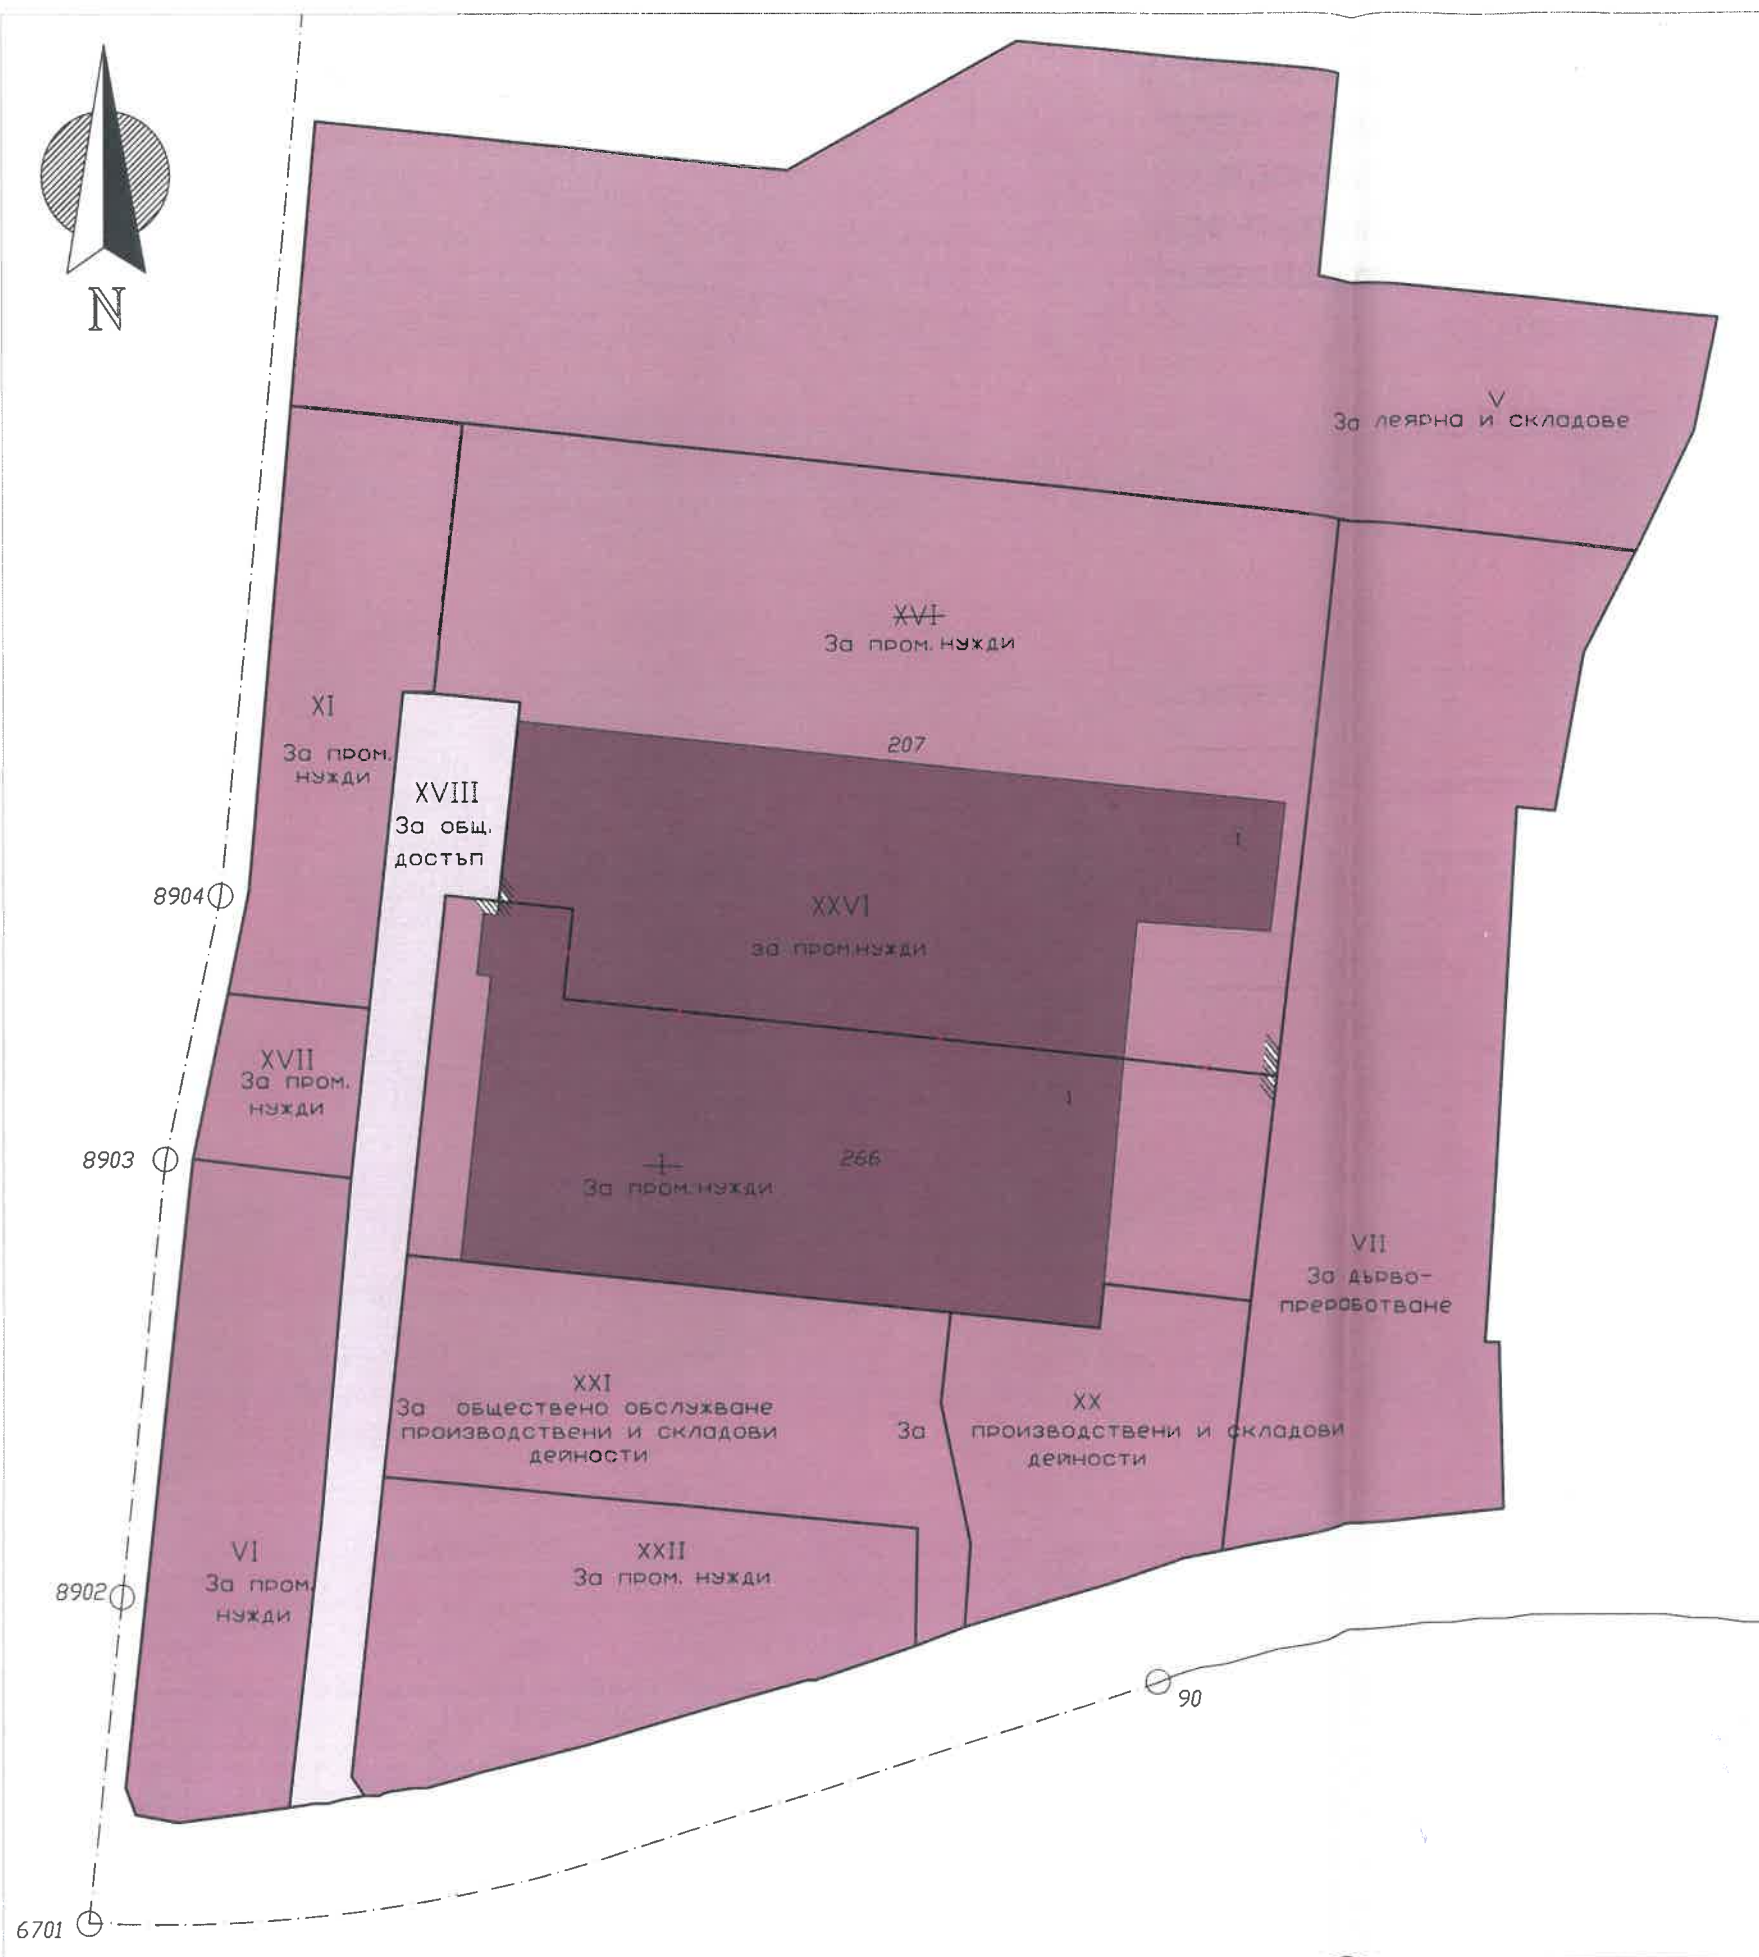 N
V
За леярна и складове
XVI
За пром. нужди
XI
За пром.
нужди
207
XVIII
За общ.
достъп
1
8904
XXVI
за пром.нужди
XVII
За пром.
нужди
1
8903
I
266
За пром. нужди
VII
За дърво-
преработване
XXI
За обществено обслужване
производствени и складови
дейности
XX
За производствени и складови
дейности
VI
За пром.
нужди
XXII
За пром. нужди
8902
90
6701